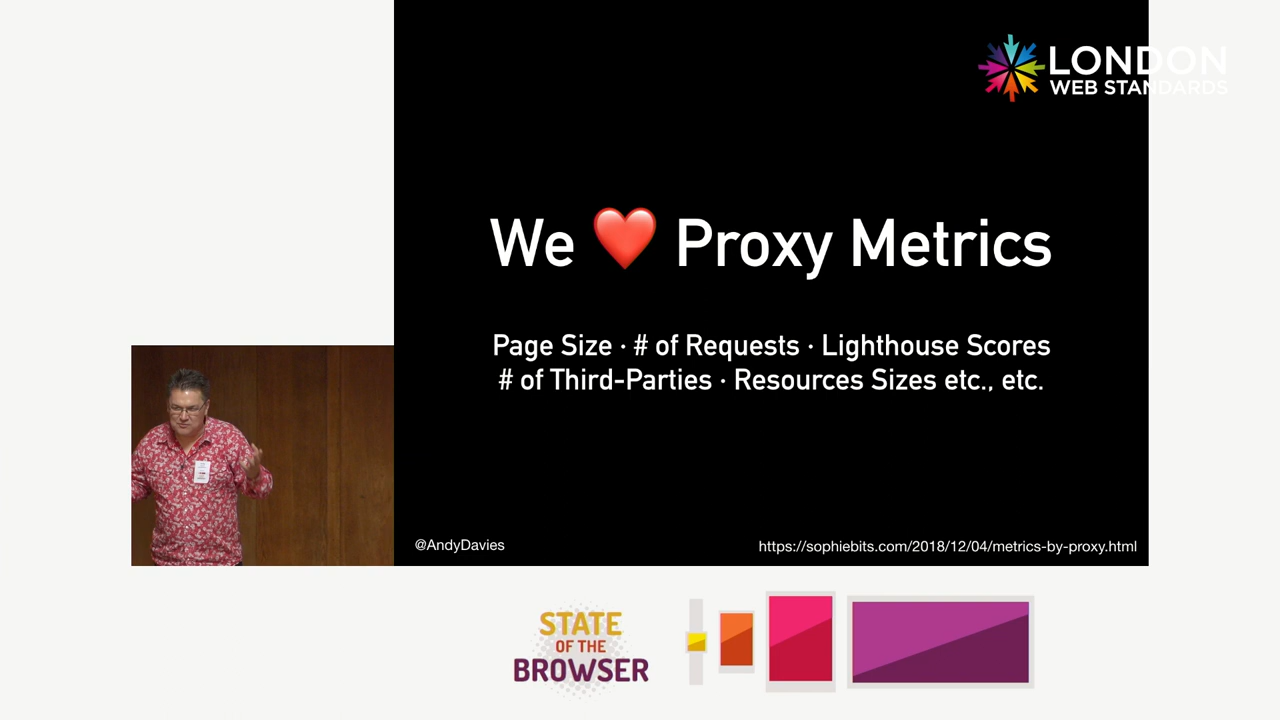 LONDON
WEB STANDARDS
We ❤️ Proxy Metrics
Page Size · # of Requests · Lighthouse Scores
# of Third-Parties · Resources Sizes etc., etc.
@AndyDavies
https://sophiebits.com/2018/12/04/metrics-by-proxy.html
STATE
OF THE
BROWSER